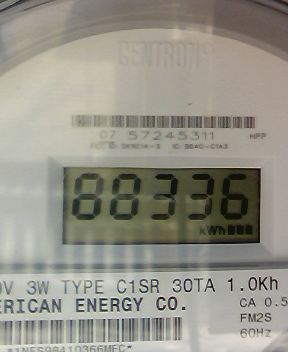 CENTRON
07 57245311 HPP
88336
kWh
0V 3W TYPE C1SR 30TA 1.0Kh
ERICAN ENERGY CO.
CA 0.5
FM2S
60Hz